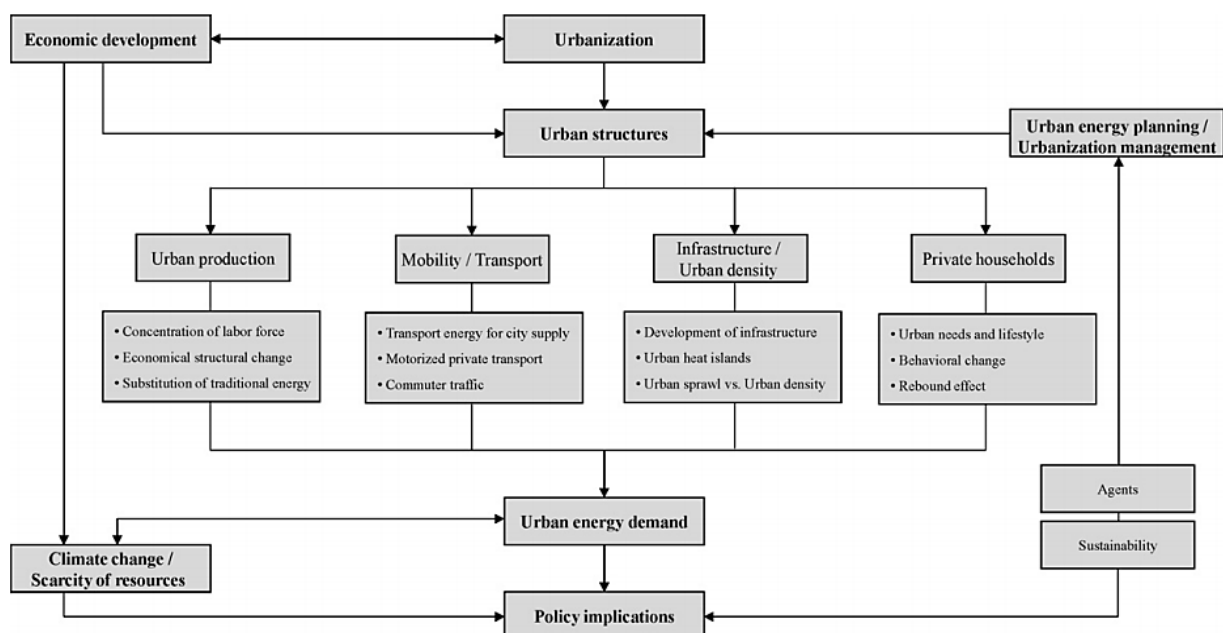 Economic development
Urbanization
Urban structures
Urban energy planning /
Urbanization management
Urban production
Mobility / Transport
Infrastructure /
Urban density
Private households
• Concentration of labor force
• Economical structural change
• Substitution of traditional energy
• Transport energy for city supply
• Motorized private transport
• Commuter traffic
• Development of infrastructure
• Urban heat islands
• Urban sprawl vs. Urban density
• Urban needs and lifestyle
• Behavioral change
• Rebound effect
Agents
Urban energy demand
Sustainability
Climate change /
Scarcity of resources
Policy implications